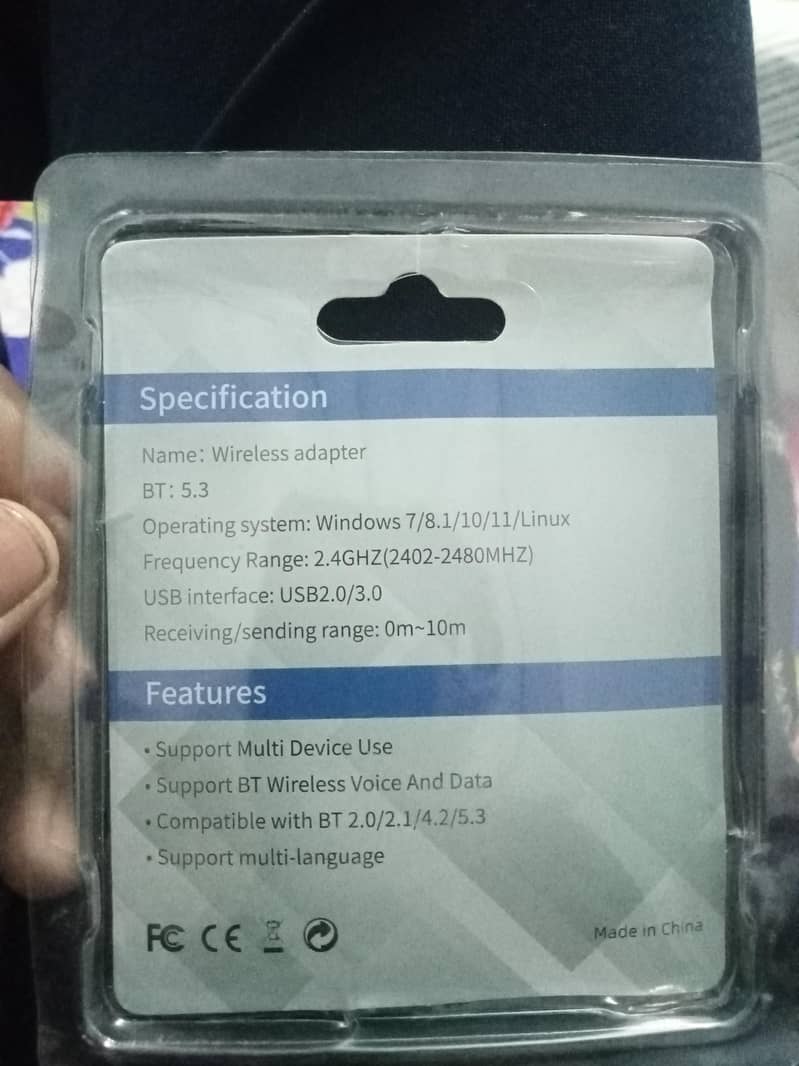 Specification
Name: Wireless adapter
BT: 5.3
Operating system: Windows 7/8.1/10/11/Linux
Frequency Range: 2.4GHZ(2402-2480MHZ)
USB interface: USB2.0/3.0
Receiving/sending range: 0m~10m
Features
• Support Multi Device Use
• Support BT Wireless Voice And Data
• Compatible with BT 2.0/2.1/4.2/5.3
• Support multi-language
FC CE
Made in China